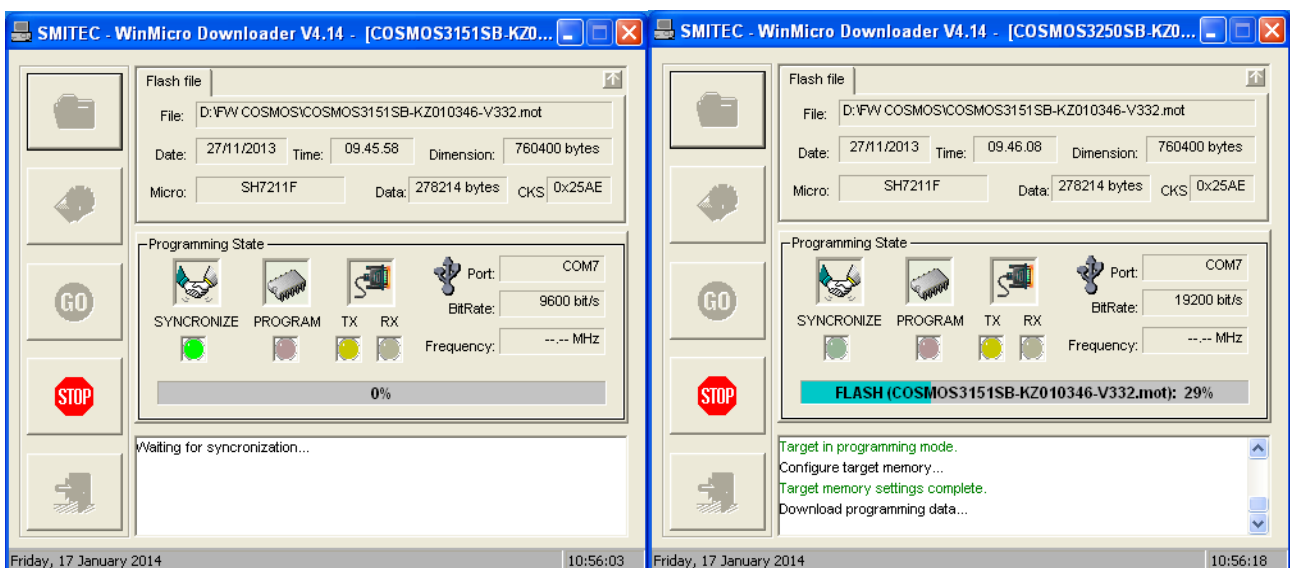 SMITEC - WinMicro Downloader V4.14 - [COSMOS3151SB-KZ0...
Flash file
File: D:\FW COSMOS\COSMOS3151SB-KZ010346-V332.mot
Date: 27/11/2013 Time: 09.45.58 Dimension: 760400 bytes
Micro: SH7211F Data: 278214 bytes CKS 0x25AE
Programming State
Port: COM7
GO
BitRate: 9600 bit/s
SYNCRONIZE PROGRAM TX RX
Frequency: --.-- MHz
STOP
0%
Waiting for syncronization...
Friday, 17 January 2014 10:56:03
SMITEC - WinMicro Downloader V4.14 - [COSMOS3250SB-KZ0...
Flash file
File: D:\FW COSMOS\COSMOS3151SB-KZ010346-V332.mot
Date: 27/11/2013 Time: 09.46.08 Dimension: 760400 bytes
Micro: SH7211F Data: 278214 bytes CKS 0x25AE
Programming State
Port: COM7
GO
BitRate: 19200 bit/s
SYNCRONIZE PROGRAM TX RX
Frequency: --.-- MHz
STOP
FLASH (COSMOS3151SB-KZ010346-V332.mot): 29%
Target in programming mode.
Configure target memory...
Target memory settings complete.
Download programming data...
Friday, 17 January 2014 10:56:18